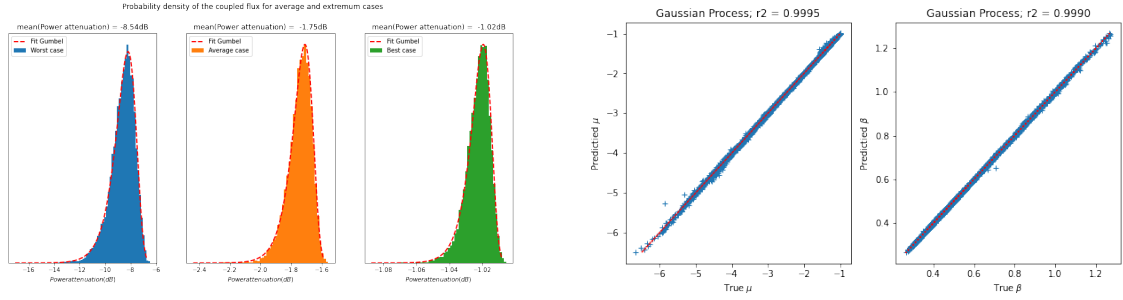 Probability density of the coupled flux for average and extremum cases
mean(Power attenuation) = -8.54dB
Fit Gumbel
Worst case
−16 −14 −12 −10 −8 −6
Powerattenuation(dB)
mean(Power attenuation) = -1.75dB
Fit Gumbel
Average case
−2.4 −2.2 −2.0 −1.8 −1.6
Powerattenuation(dB)
mean(Power attenuation) = -1.02dB
Fit Gumbel
Best case
−1.08 −1.06 −1.04 −1.02
Powerattenuation(dB)
Gaussian Process; r2 = 0.9995
Predictied μ
−1
−2
−3
−4
−5
−6
−6 −5 −4 −3 −2 −1
True μ
Gaussian Process; r2 = 0.9990
Predictied β
1.2
1.0
0.8
0.6
0.4
0.4 0.6 0.8 1.0 1.2
True β